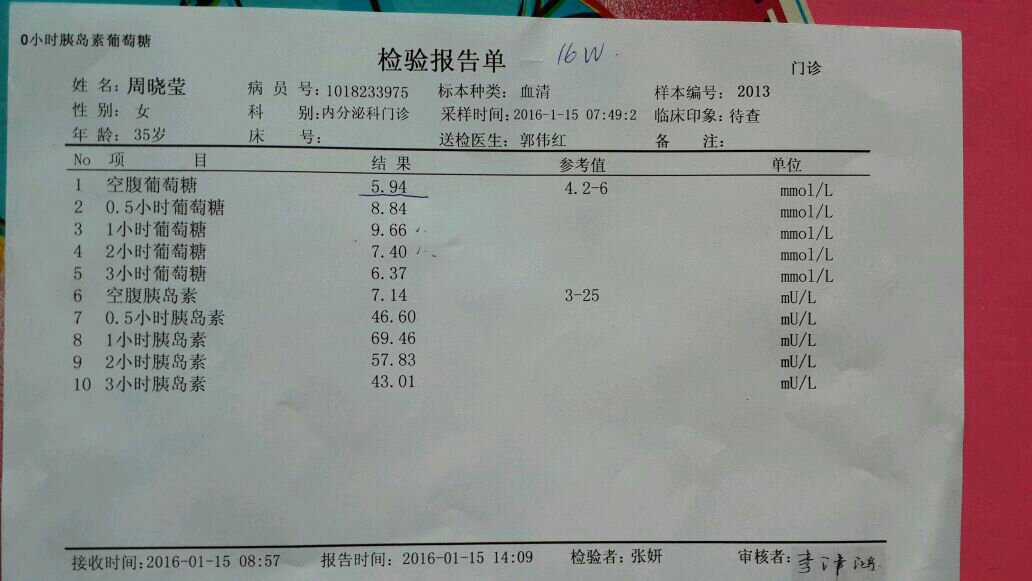 0小时胰岛素葡萄糖
检验报告单 16W.
门诊
姓 名: 周晓莹 病 员 号: 1018233975 标本种类: 血清 样本编号: 2013
性 别: 女 科 别: 内分泌科门诊 采样时间: 2016-1-15 07:49:2 临床印象: 待查
年 龄: 35岁 床 号: 送检医生: 郭伟红 备 注:
No 项 目 结 果 参考值 单位
1 空腹葡萄糖 5.94 4.2-6 mmol/L
2 0.5小时葡萄糖 8.84 mmol/L
3 1小时葡萄糖 9.66 mmol/L
4 2小时葡萄糖 7.40 mmol/L
5 3小时葡萄糖 6.37 mmol/L
6 空腹胰岛素 7.14 3-25 mU/L
7 0.5小时胰岛素 46.60 mU/L
8 1小时胰岛素 69.46 mU/L
9 2小时胰岛素 57.83 mU/L
10 3小时胰岛素 43.01 mU/L
接收时间: 2016-01-15 08:57 报告时间: 2016-01-15 14:09 检验者: 张妍 审核者: